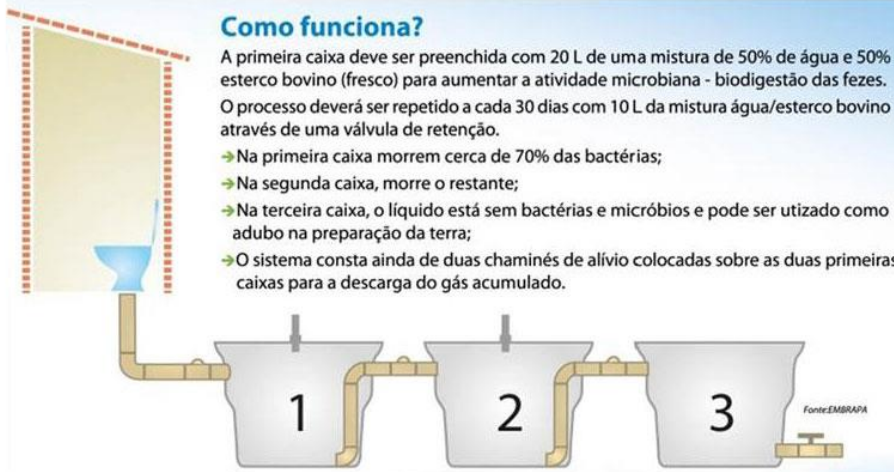 Como funciona?
A primeira caixa deve ser preenchida com 20 L de uma mistura de 50% de água e 50%
esterco bovino (fresco) para aumentar a atividade microbiana - biodigestão das fezes.
O processo deverá ser repetido a cada 30 dias com 10 L da mistura água/esterco bovino
através de uma válvula de retenção.
→Na primeira caixa morrem cerca de 70% das bactérias;
→Na segunda caixa, morre o restante;
→Na terceira caixa, o líquido está sem bactérias e micróbios e pode ser utizado como
adubo na preparação da terra;
→O sistema consta ainda de duas chaminés de alívio colocadas sobre as duas primeiras
caixas para a descarga do gás acumulado.
1
2
3
Fonte:EMBRAPA